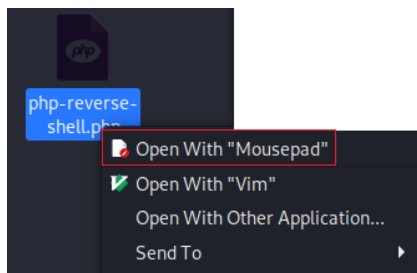 php
php-reverse-
shell.php
Open With "Mousepad"
Open With "Vim"
Open With Other Application...
Send To